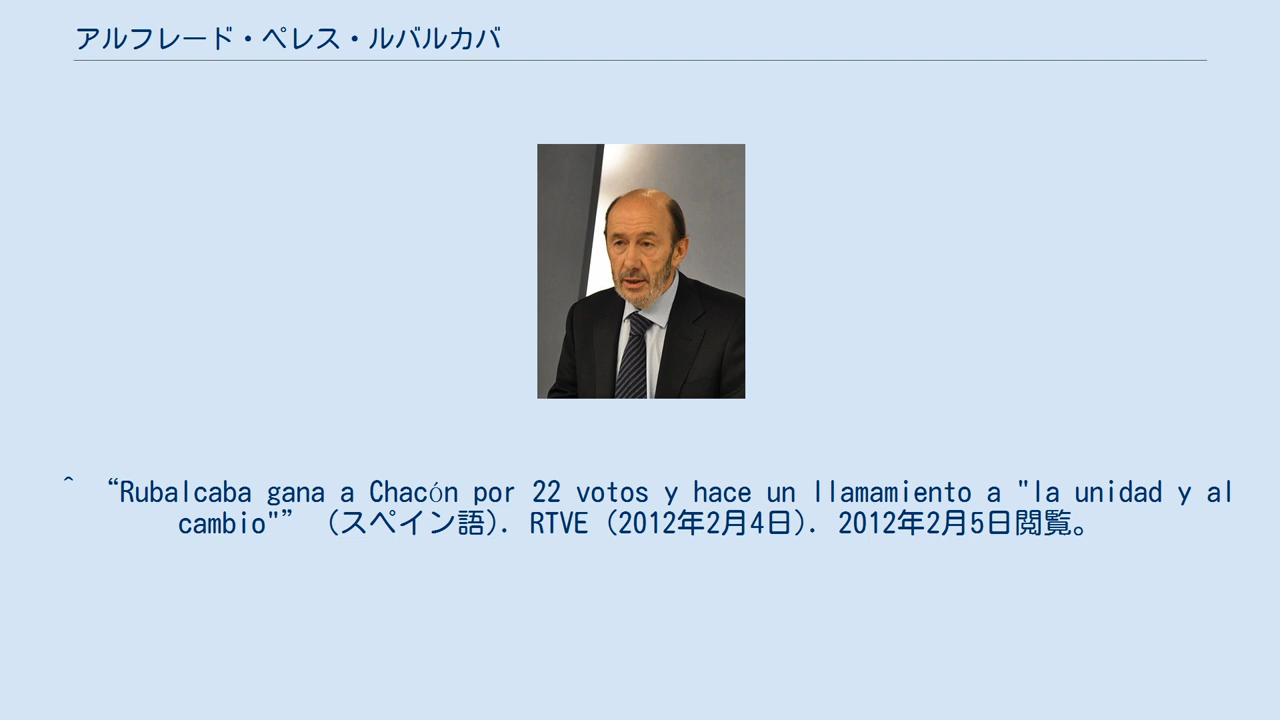 アルフレード・ペレス・ルバルカバ
^ “Rubalcaba gana a Chacón por 22 votos y hace un llamamiento a "la unidad y al
cambio"” (スペイン語). RTVE (2012年2月4日). 2012年2月5日閲覧。